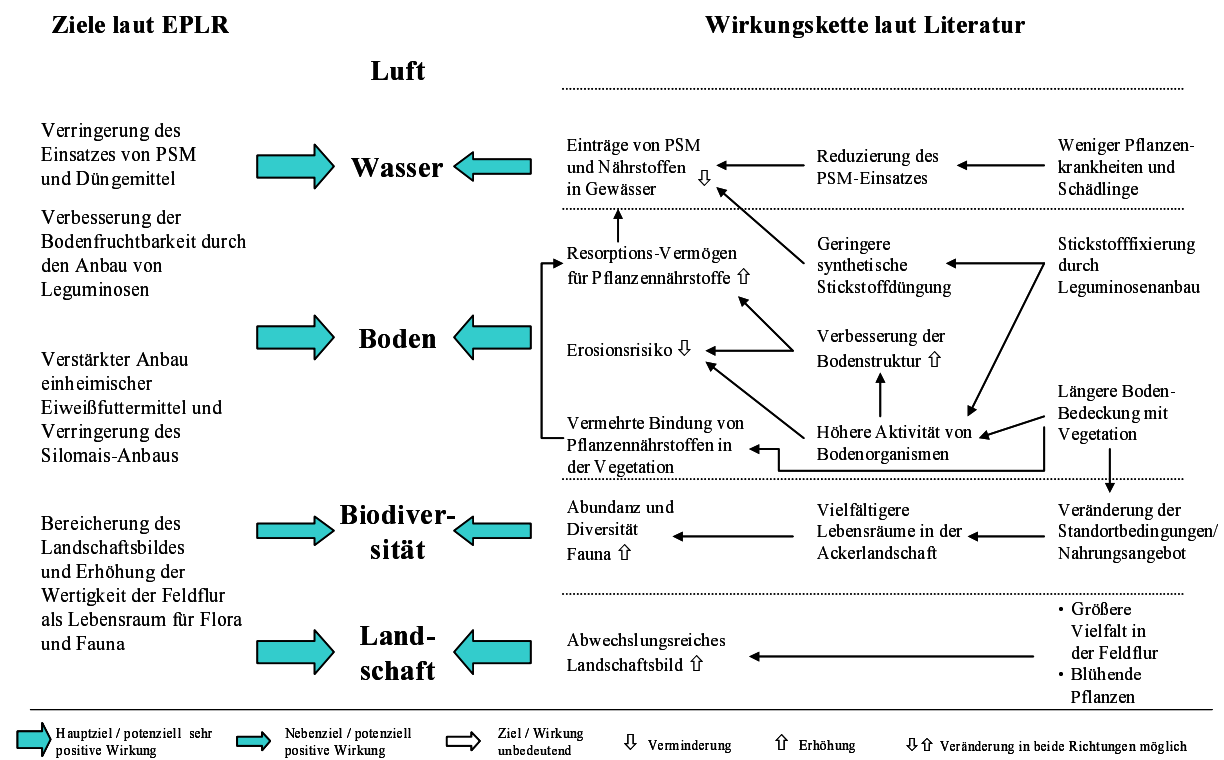 Ziele laut EPLR
Wirkungskette laut Literatur
Luft
Verringerung des
Einsatzes von PSM
und Düngemittel
Wasser
Einträge von PSM
und Nährstoffen
in Gewässer ⇩
Reduzierung des
PSM-Einsatzes
Weniger Pflanzen-
krankheiten und
Schädlinge
Verbesserung der
Bodenfruchtbarkeit durch
den Anbau von
Leguminosen
Resorptions-Vermögen
für Pflanzennährstoffe ⇧
Geringere
synthetische
Stickstoffdüngung
Stickstofffixierung
durch
Leguminosenanbau
Boden
Erosionsrisiko ⇩
Verbesserung der
Bodenstruktur ⇧
Verstärkter Anbau
einheimischer
Eiweißfuttermittel und
Verringerung des
Silomais-Anbaus
Vermehrte Bindung von
Pflanzennährstoffen in
der Vegetation
Höhere Aktivität von
Bodenorganismen
Längere Boden-
Bedeckung mit
Vegetation
Bereicherung des
Landschaftsbildes
und Erhöhung der
Wertigkeit der Feldflur
als Lebensraum für Flora
und Fauna
Biodiver-
sität
Abundanz und
Diversität
Fauna ⇧
Vielfältigere
Lebensräume in der
Ackerlandschaft
Veränderung der
Standortbedingungen/
Nahrungsangebot
Land-
schaft
Abwechslungsreiches
Landschaftsbild ⇧
• Größere
Vielfalt in
der Feldflur
• Blühende
Pflanzen
Hauptziel / potenziell sehr
positive Wirkung
Nebenziel / potenziell
positive Wirkung
Ziel / Wirkung
unbedeutend
⇩ Verminderung
⇧ Erhöhung
⇩⇧ Veränderung in beide Richtungen möglich